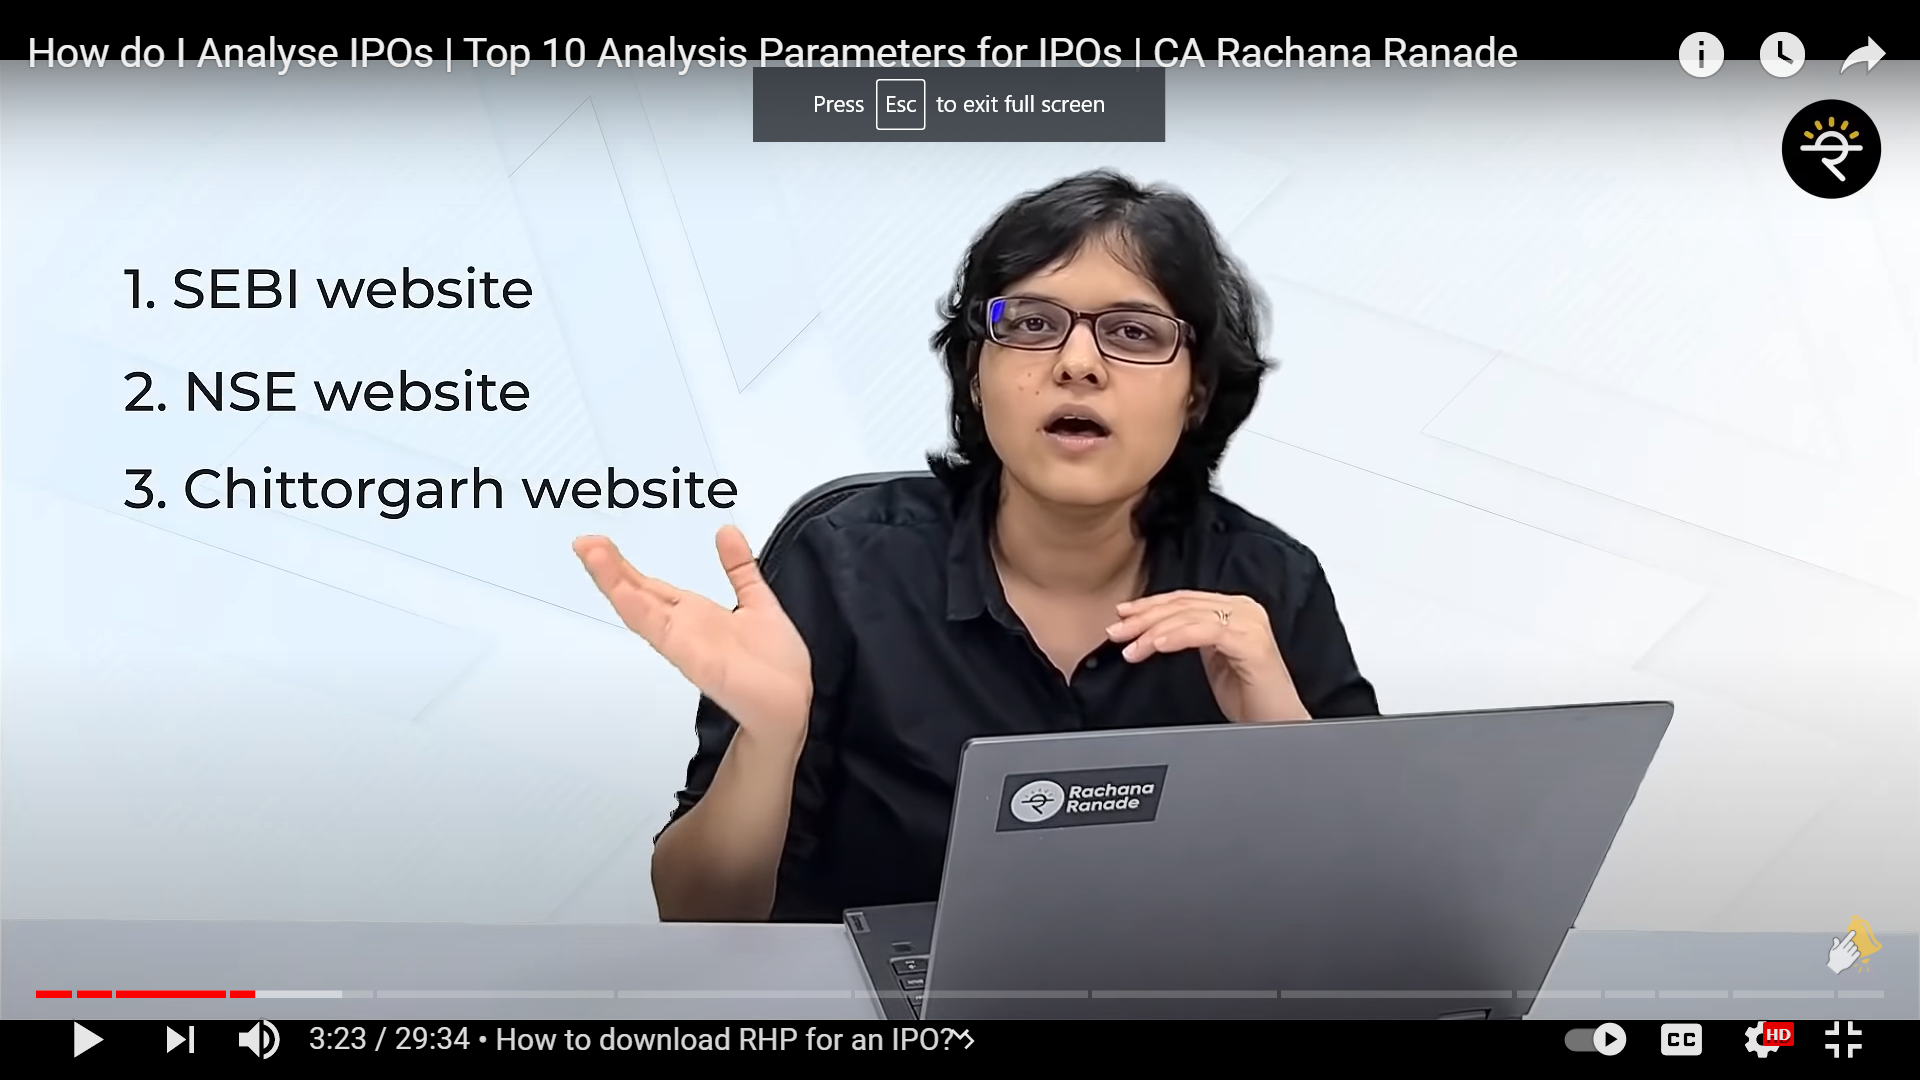 How do I Analyse IPOs | Top 10 Analysis Parameters for IPOs | CA Rachana Ranade
Press Esc to exit full screen
1. SEBI website
2. NSE website
3. Chittorgarh website
Rachana
Ranade
3:23 / 29:34 • How to download RHP for an IPO?
CC
HD